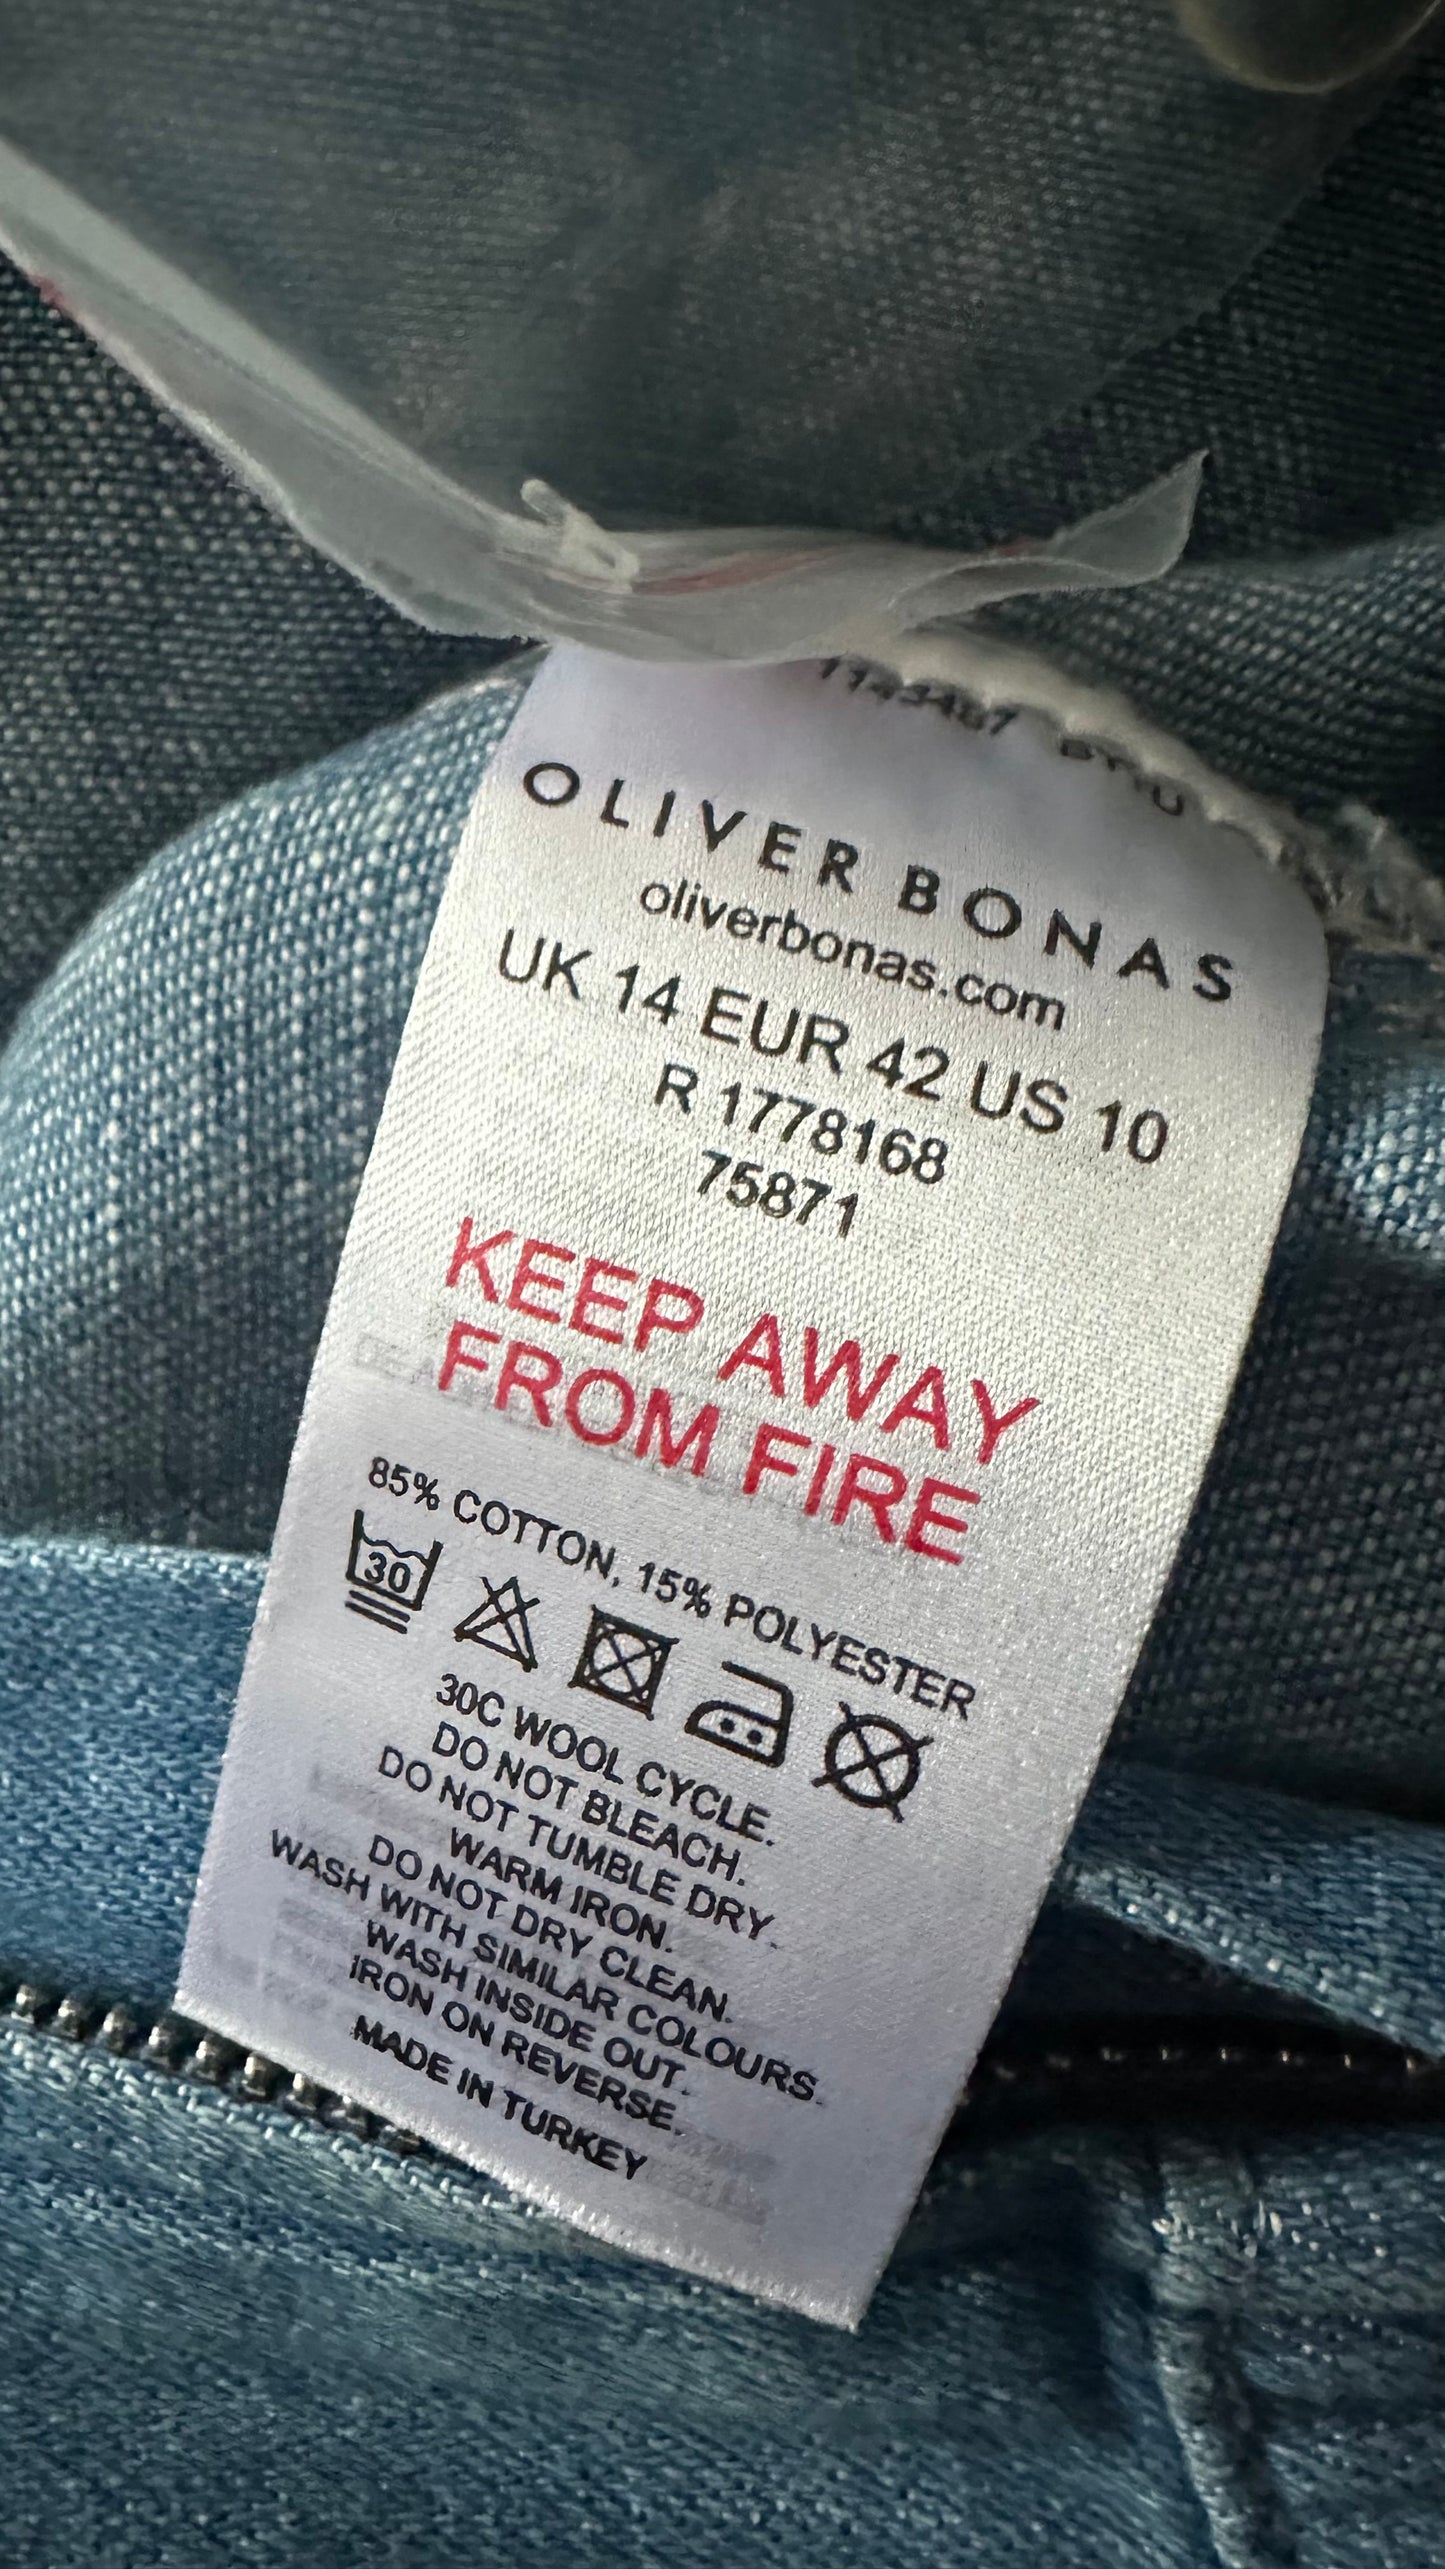 OLIVER BONAS
oliverbonas.com
UK 14 EUR 42 US 10
R 1778168
75871
KEEP AWAY
FROM FIRE
85% COTTON, 15% POLYESTER
30
30C WOOL CYCLE.
DO NOT BLEACH.
DO NOT TUMBLE DRY.
WARM IRON.
DO NOT DRY CLEAN.
WASH WITH SIMILAR COLOURS.
WASH INSIDE OUT.
IRON ON REVERSE.
MADE IN TURKEY